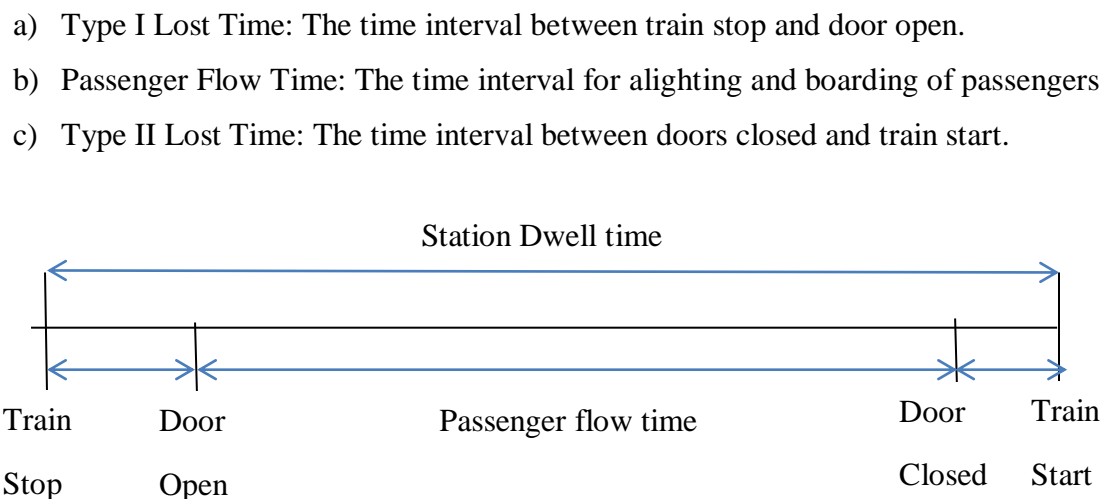 a) Type I Lost Time: The time interval between train stop and door open.
b) Passenger Flow Time: The time interval for alighting and boarding of passengers
c) Type II Lost Time: The time interval between doors closed and train start.
Station Dwell time
Train Door Passenger flow time Door Train
Stop Open Closed Start